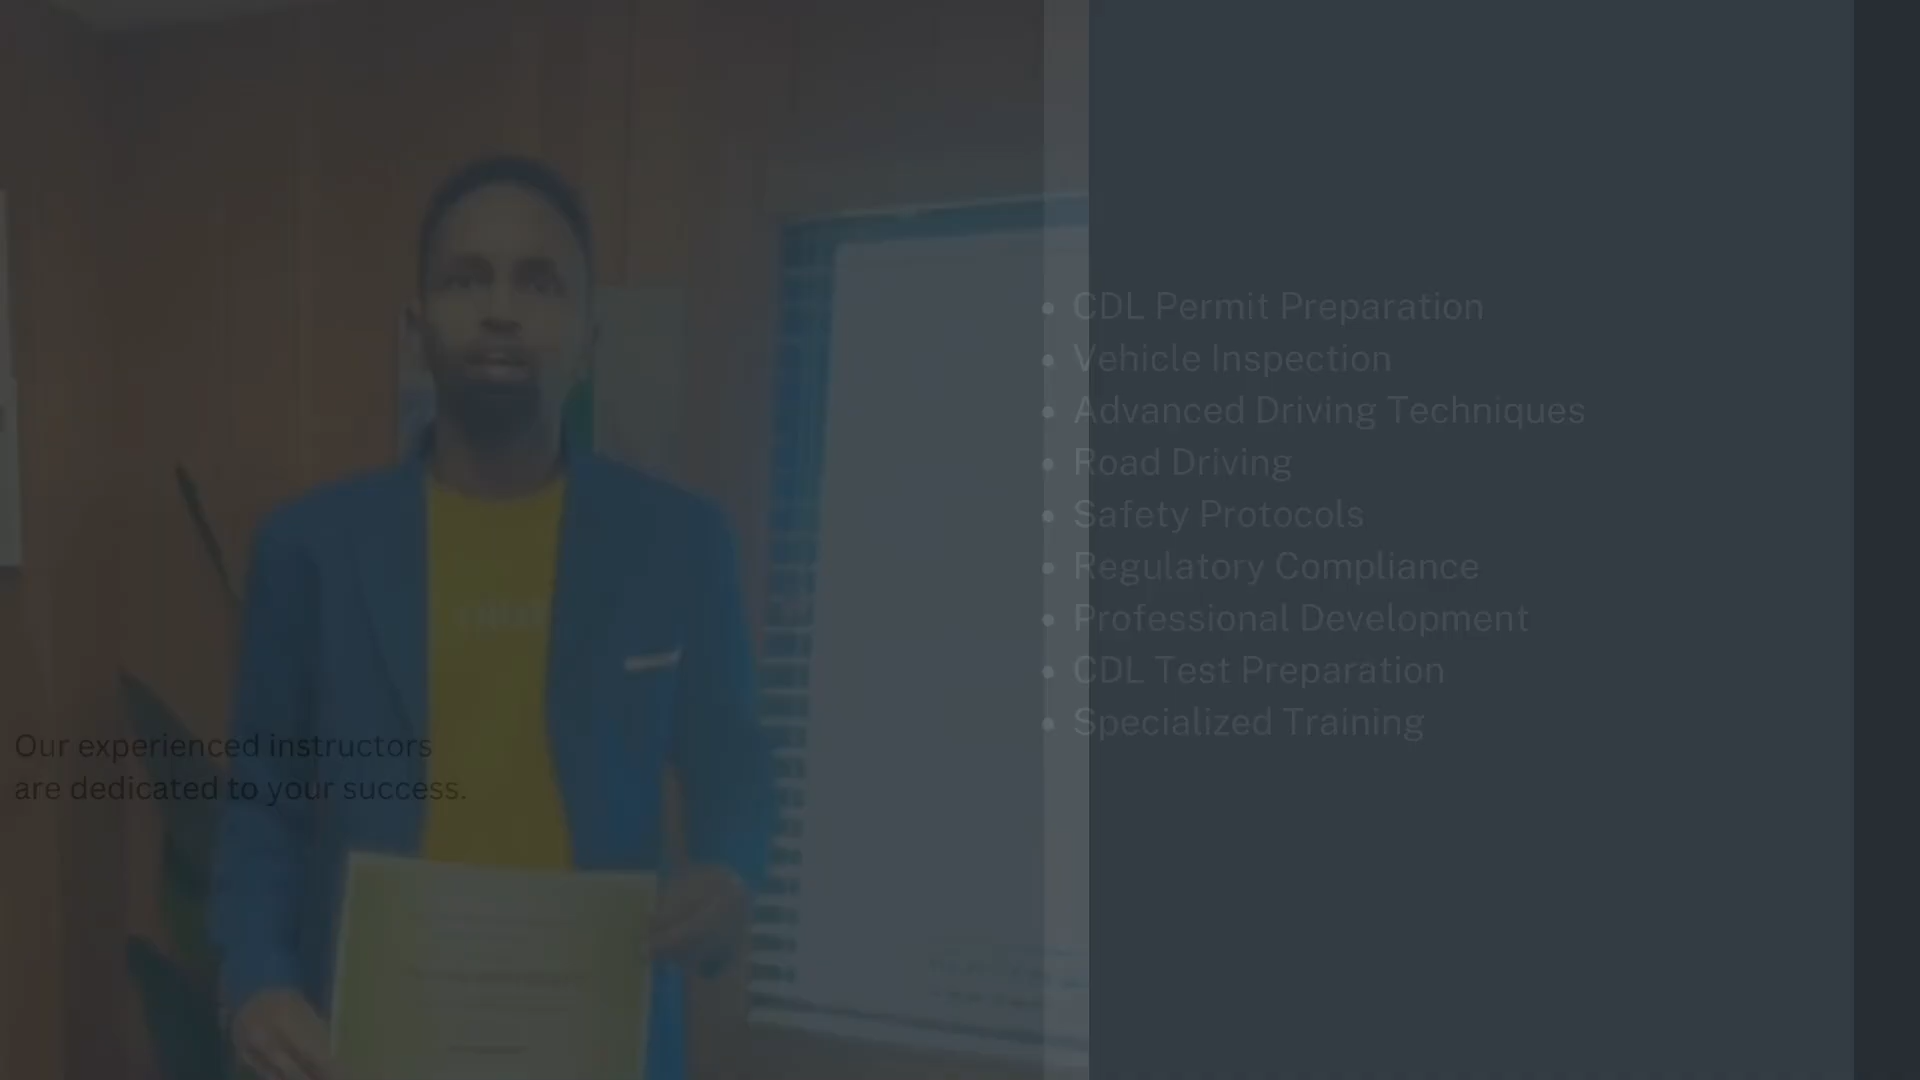 CDL Permit Preparation
Vehicle Inspection
Advanced Driving Techniques
Road Driving
Safety Protocols
Regulatory Compliance
Professional Development
CDL Test Preparation
Specialized Training
Our experienced instructors
are dedicated to your success.